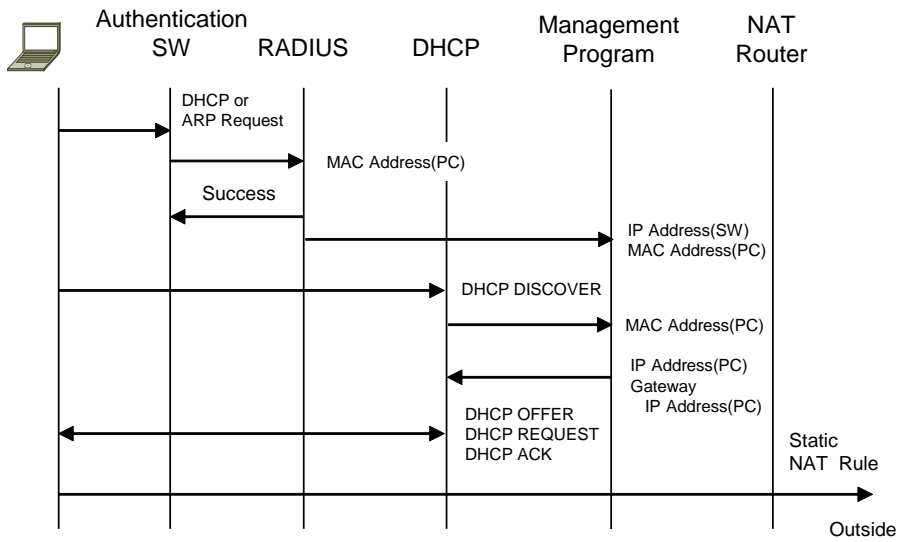 Authentication
SW
RADIUS
DHCP
Management
Program
NAT
Router
DHCP or
ARP Request
MAC Address(PC)
Success
IP Address(SW)
MAC Address(PC)
DHCP DISCOVER
MAC Address(PC)
IP Address(PC)
Gateway
IP Address(PC)
DHCP OFFER
DHCP REQUEST
DHCP ACK
Static
NAT Rule
Outside